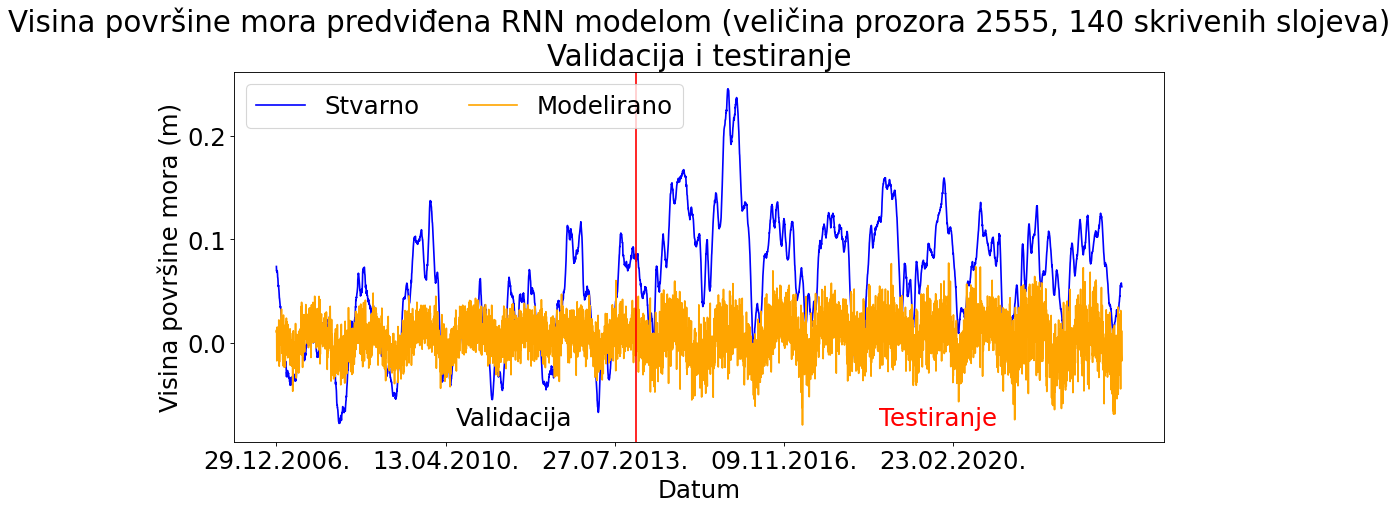 Visina površine mora predviđena RNN modelom (veličina prozora 2555, 140 skrivenih slojeva)
Validacija i testiranje
Stvarno
Modelirano
Visina površine mora (m)
0.2
0.1
0.0
Validacija
Testiranje
29.12.2006.
13.04.2010.
27.07.2013.
09.11.2016.
23.02.2020.
Datum